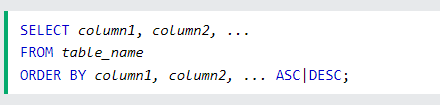 SELECT column1, column2, ...
FROM table_name
ORDER BY column1, column2, ... ASC|DESC;